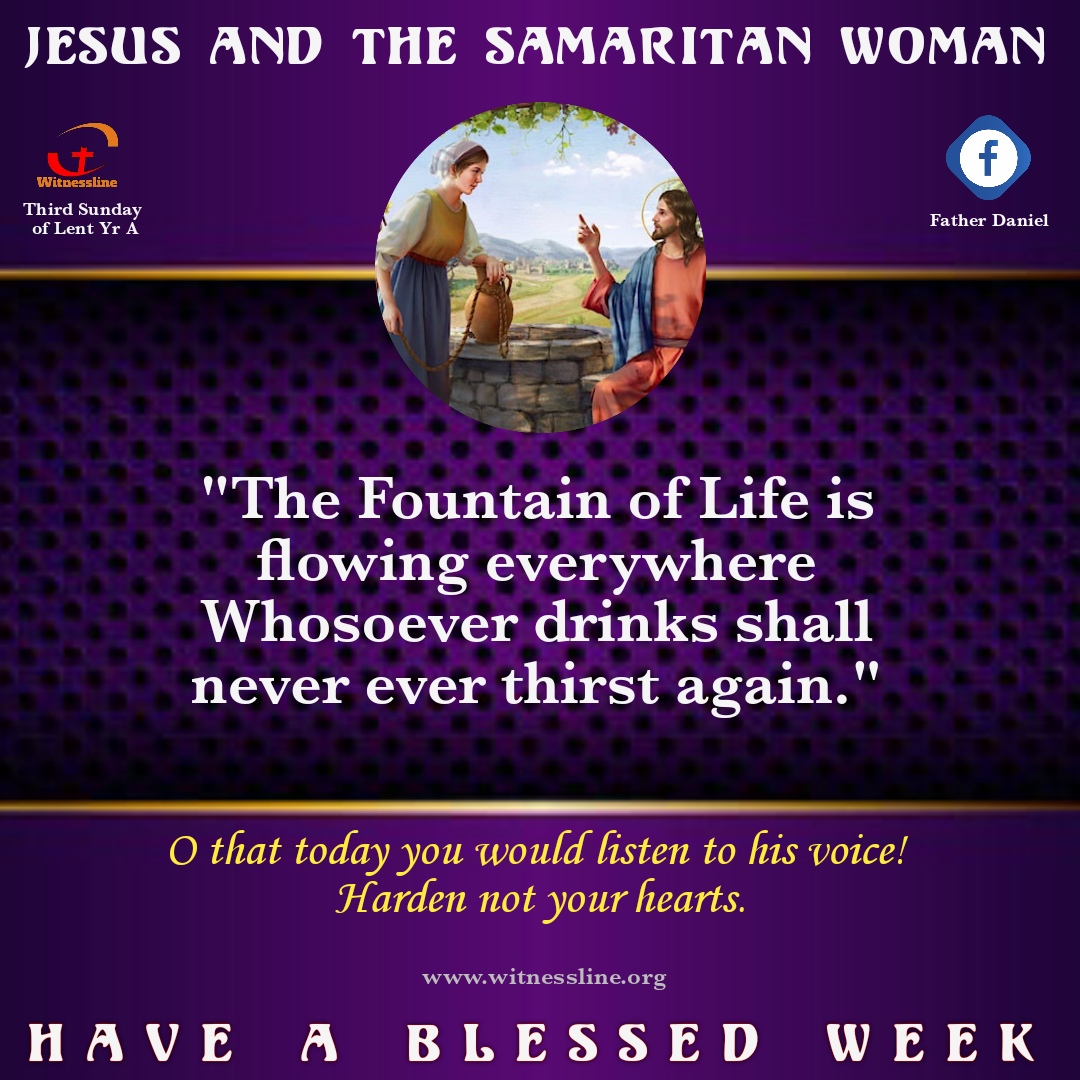 JESUS AND THE SAMARITAN WOMAN
Witnessline
Third Sunday
of Lent Yr A
f
Father Daniel
"The Fountain of Life is
flowing everywhere
Whosoever drinks shall
never ever thirst again."
O that today you would listen to his voice!
Harden not your hearts.
www.witnessline.org
HAVE A BLESSED WEEK